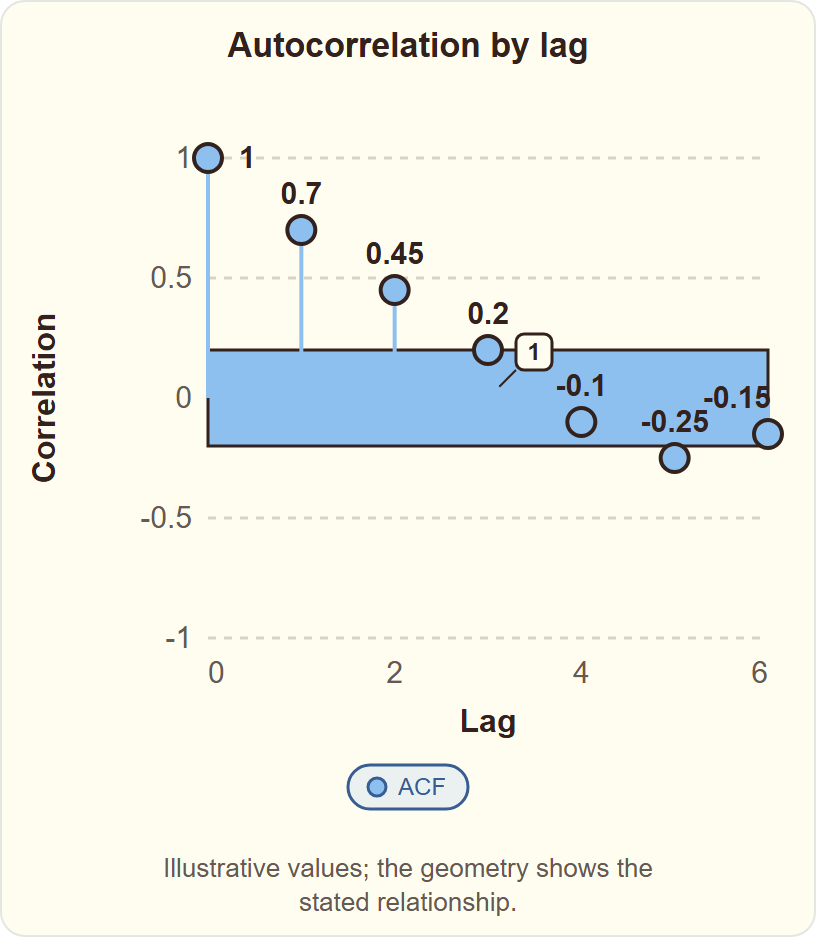 Autocorrelation by lag
1
1
0.7
0.45
0.5
0.2
1
-0.1
-0.15
0
-0.25
-0.5
-1
0 2 4 6
Correlation
Lag
ACF
Illustrative values; the geometry shows the
stated relationship.